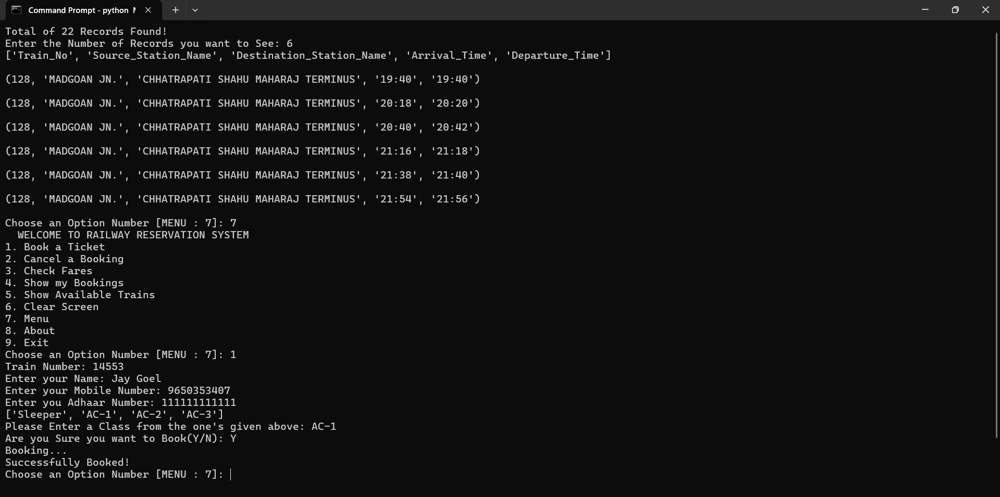 Command Prompt - python
Total of 22 Records Found!
Enter the Number of Records you want to See: 6
['Train_No', 'Source_Station_Name', 'Destination_Station_Name', 'Arrival_Time', 'Departure_Time']
(128, 'MADGOAN JN.', 'CHHATRAPATI SHAHU MAHARAJ TERMINUS', '19:40', '19:40')
(128, 'MADGOAN JN.', 'CHHATRAPATI SHAHU MAHARAJ TERMINUS', '20:18', '20:20')
(128, 'MADGOAN JN.', 'CHHATRAPATI SHAHU MAHARAJ TERMINUS', '20:40', '20:42')
(128, 'MADGOAN JN.', 'CHHATRAPATI SHAHU MAHARAJ TERMINUS', '21:16', '21:18')
(128, 'MADGOAN JN.', 'CHHATRAPATI SHAHU MAHARAJ TERMINUS', '21:38', '21:40')
(128, 'MADGOAN JN.', 'CHHATRAPATI SHAHU MAHARAJ TERMINUS', '21:54', '21:56')
Choose an Option Number [MENU : 7]: 7
WELCOME TO RAILWAY RESERVATION SYSTEM
1. Book a Ticket
2. Cancel a Booking
3. Check Fares
4. Show my Bookings
5. Show Available Trains
6. Clear Screen
7. Menu
8. About
9. Exit
Choose an Option Number [MENU : 7]: 1
Train Number: 14553
Enter your Name: Jay Goel
Enter your Mobile Number: 9650353407
Enter you Adhaar Number: 111111111111
['Sleeper', 'AC-1', 'AC-2', 'AC-3']
Please Enter a Class from the one's given above: AC-1
Are you Sure you want to Book(Y/N): Y
Booking...
Successfully Booked!
Choose an Option Number [MENU : 7]: